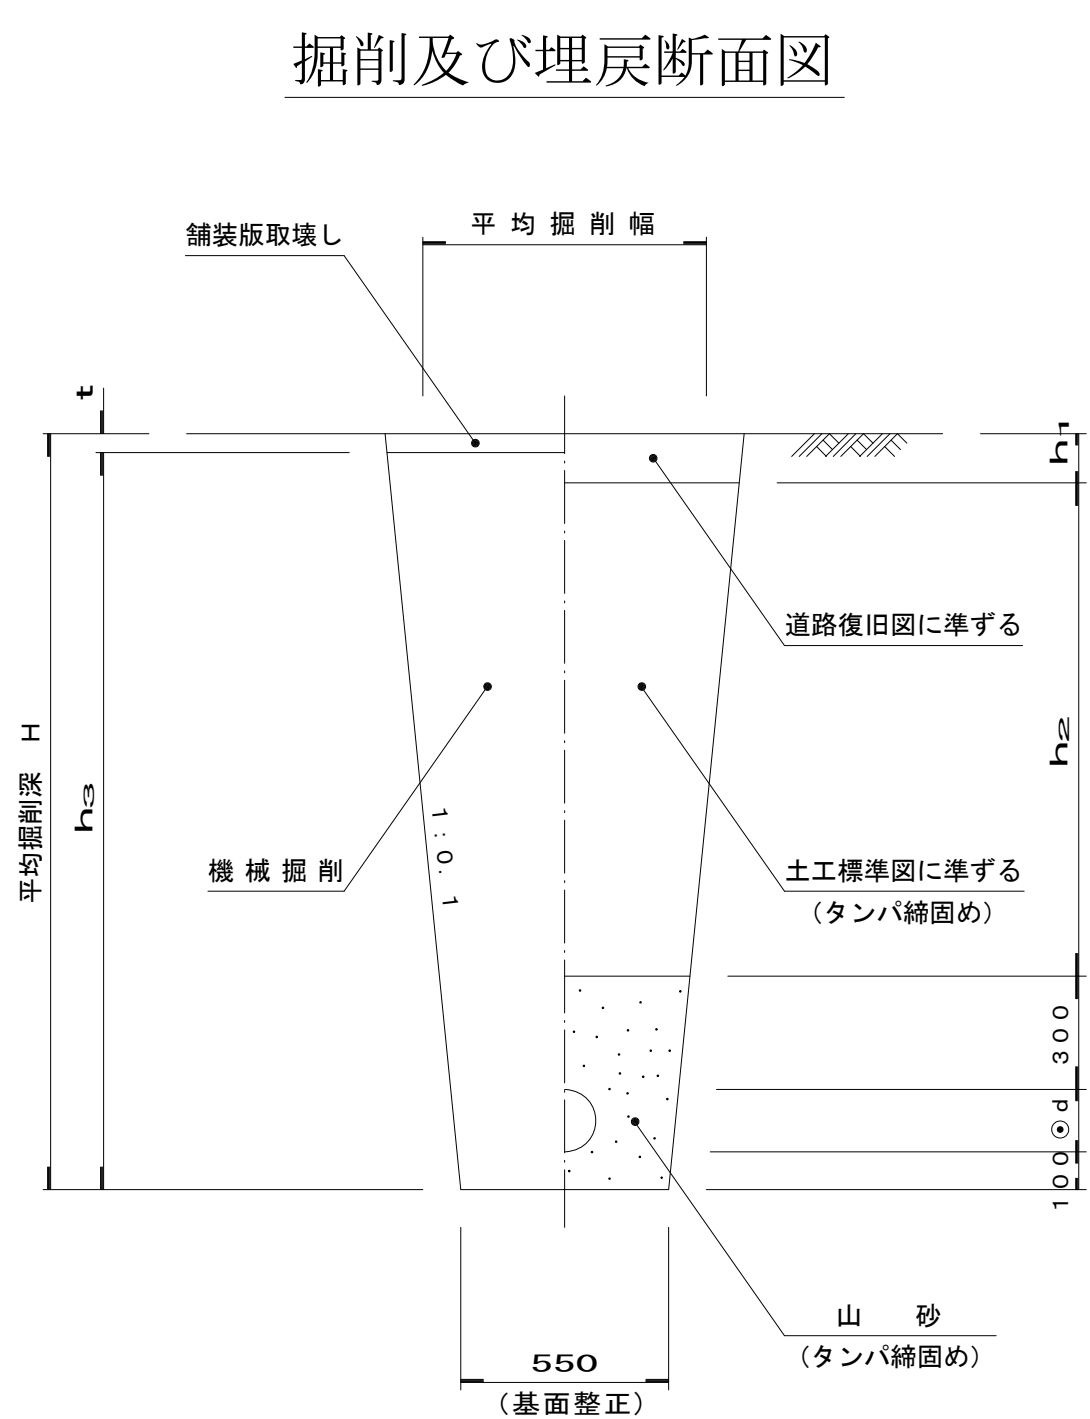 掘削及び埋戻断面図
平均掘削幅
舗装版取壊し
t
h1
道路復旧図に準ずる
平均掘削深 H
h3
h2
1:0.1
機械掘削
土工標準図に準ずる
(タンパ締固め)
300
d
100
山 砂
(タンパ締固め)
550
(基面整正)